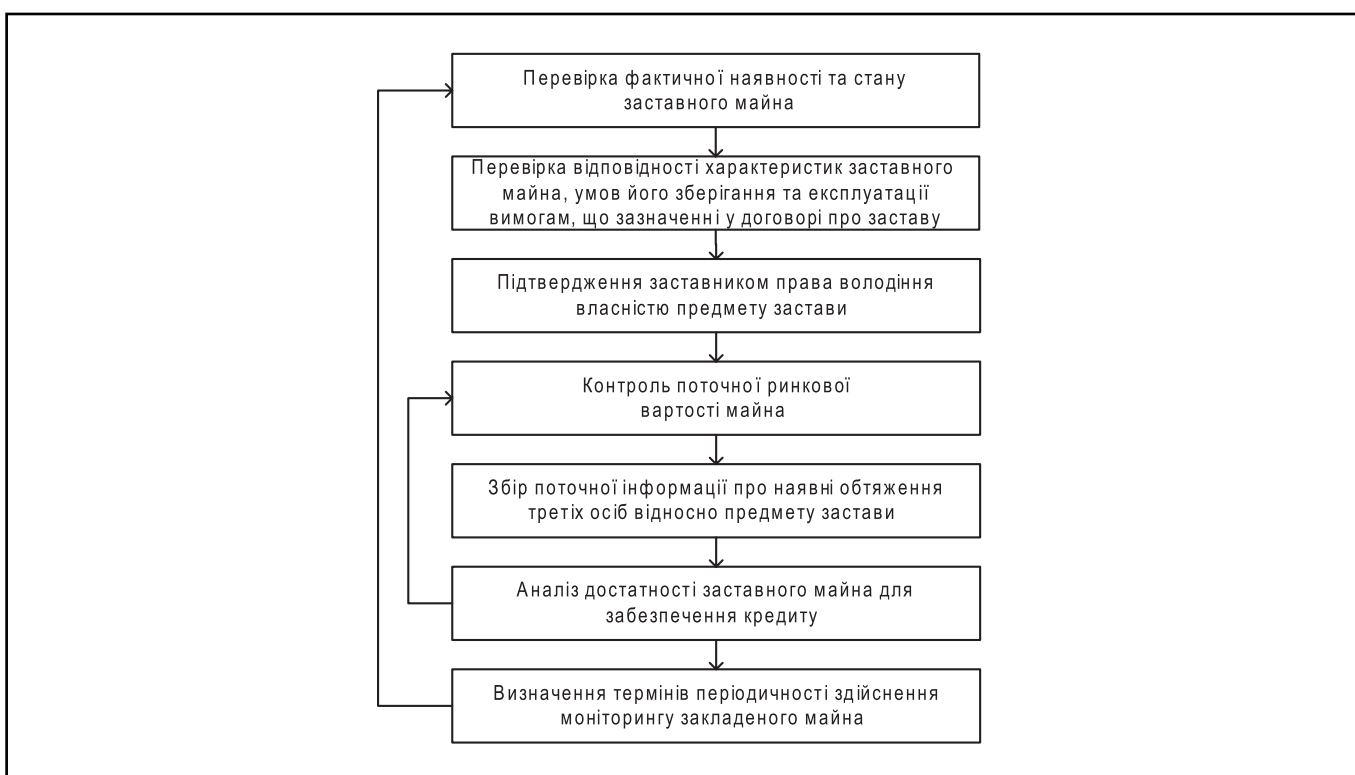 Перевірка фактичної наявності та стану
заставного майна
Перевірка відповідності характеристик заставного
майна, умов його зберігання та експлуатації
вимогам, що зазначенні у договорі про заставу
Підтвердження заставником права володіння
власністю предмету застави
Контроль поточної ринкової
вартості майна
Збір поточної інформації про наявні обтяження
третіх осіб відносно предмету застави
Аналіз достатності заставного майна для
забезпечення кредиту
Визначення термінів періодичності здійснення
моніторингу закладеного майна